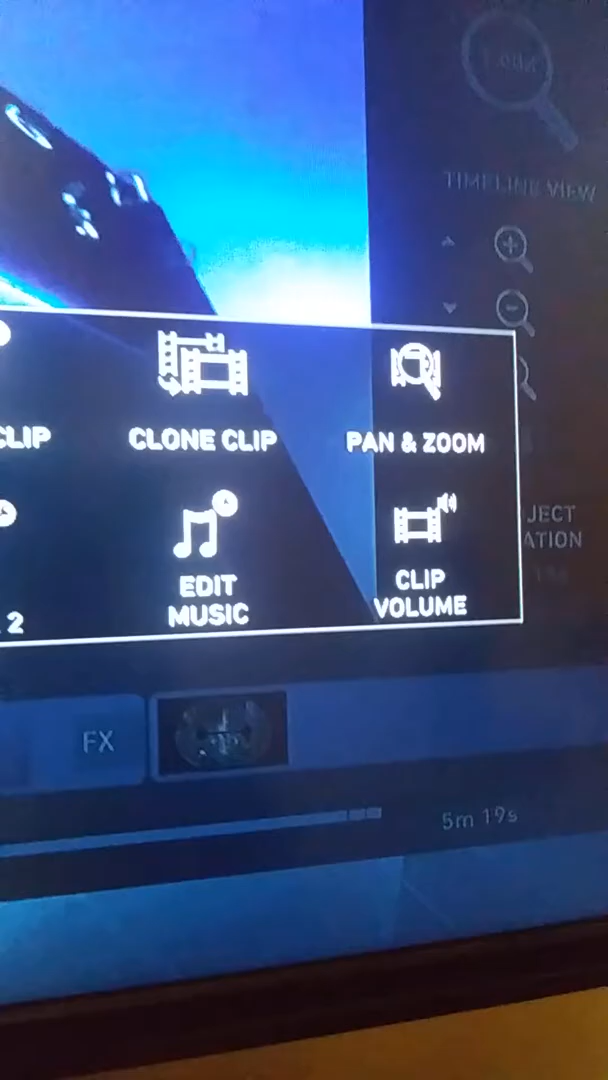 TIMELINE VIEW
CLIP
CLONE CLIP
PAN & ZOOM
JECT
ATION
EDIT
MUSIC
CLIP
VOLUME
2
FX
5m 19s